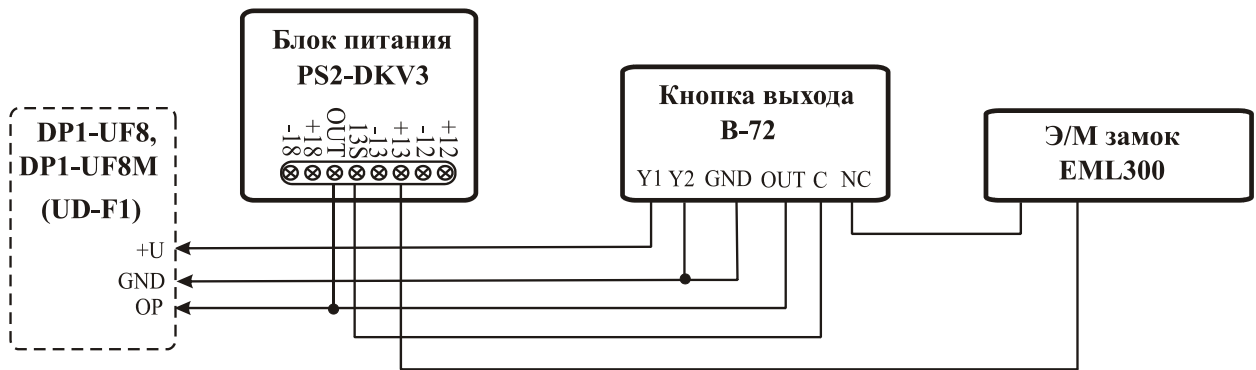 Блок питания
PS2-DKV3
-18 +18 OUT 13S -13 +13 -12 +12
DP1-UF8,
DP1-UF8M
(UD-F1)
+U
GND
OP
Кнопка выхода
B-72
Y1 Y2 GND OUT C NC
Э/М замок
EML300